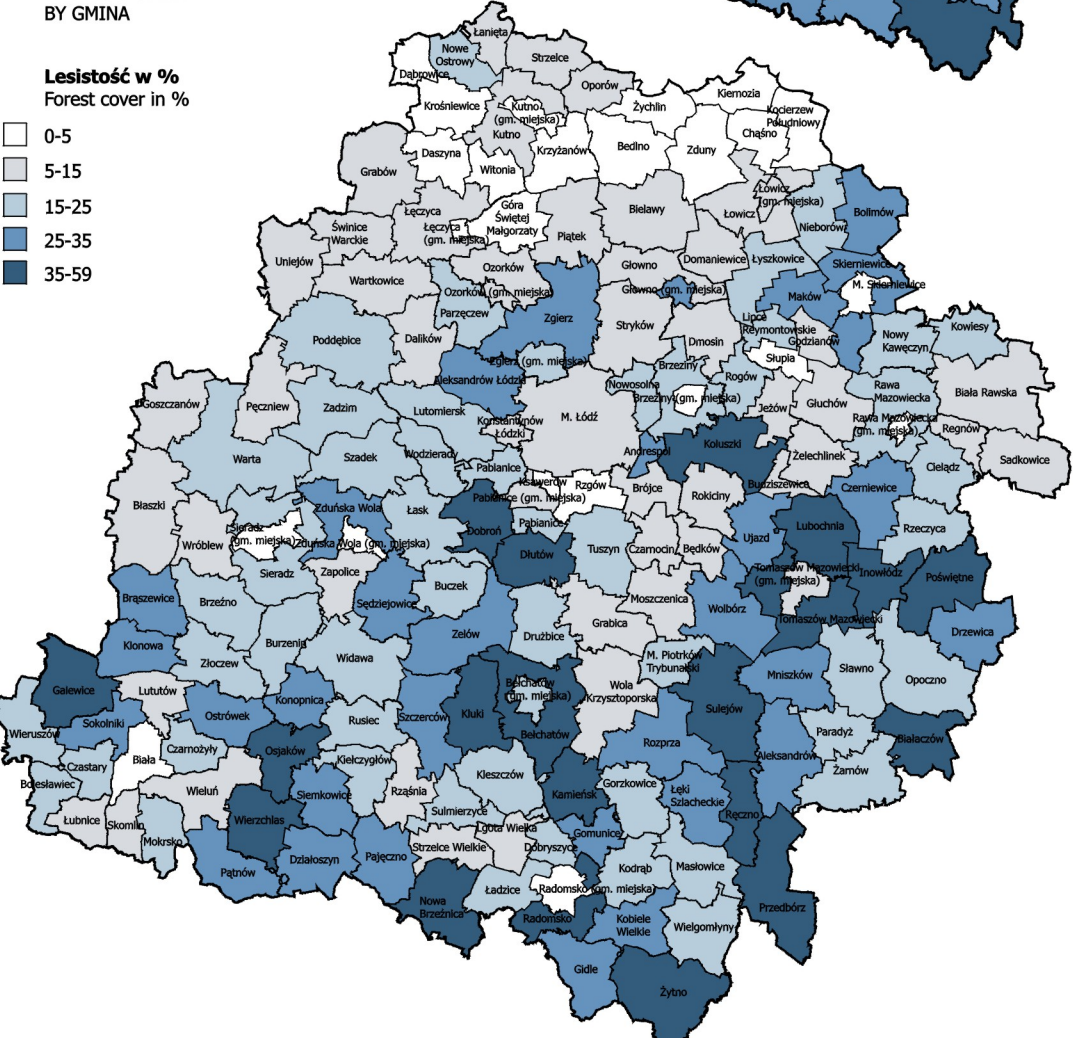 BY GMINA
Lesistość w %
Forest cover in %
0-5
5-15
15-25
25-35
35-59
Łanięta
Nowe
Ostrowy
Strzelce
Dąbrowice
Oporów
Krośniewice
Kutno
(gm. miejska)
Żychlin
Kiernozia
Kocierzew
Południowy
Kutno
Chąśno
Daszyna
Krzyżanów
Bedlno
Zduny
Grabów
Witonia
Łowicz
(gm. miejska)
Góra
Świętej
Małgorzaty
Łęczyca
Bielawy
Łowicz
Bolimów
Świnice
Warckie
Łęczyca
(gm. miejska)
Nieborów
Piątek
Uniejów
Ozorków
Głowno
Domaniewice
Łyszkowice
Skierniewice
Wartkowice
Ozorków (gm. miejska)
Głowno (gm. miejska)
M. Skierniewice
Maków
Parzęczew
Zgierz
Stryków
Lipce
Reymontowskie
Kowiesy
Poddębice
Dalików
Dmosin
Godzianów
Nowy
Kawęczyn
Zgierz (gm. miejska)
Słupia
Brzeziny
Aleksandrów Łódzki
Nowosolna
Rogów
Rawa
Mazowiecka
Biała Rawska
Brzeziny (gm. miejska)
Goszczanów
Pęczniew
Zadzim
Lutomiersk
Jeżów
Głuchów
M. Łódź
Konstantynów
Łódzki
Rawa Mazowiecka
(gm. miejska)
Regnów
Koluszki
Andrespol
Warta
Szadek
Wodzierady
Żelechlinek
Sadkowice
Pabianice
Cielądz
Ksawerów
Rzgów
Brójce
Budziszewice
Czerniewice
Pabianice (gm. miejska)
Rokiciny
Błaszki
Zduńska Wola
Łask
Pabianice
Lubochnia
Sieradz
(gm. miejska)
Dobroń
Rzeczyca
Wróblew
Zduńska Wola (gm. miejska)
Ujazd
Dłutów
Tuszyn
Czarnocin
Będków
Sieradz
Zapolice
Tomaszów Mazowiecki
(gm. miejska)
Inowłódz
Poświętne
Buczek
Brąszewice
Brzeźno
Sędziejowice
Moszczenica
Wolbórz
Grabica
Tomaszów Mazowiecki
Zelów
Drużbice
Drzewica
Klonowa
Burzenin
Złoczew
Widawa
M. Piotrków
Trybunalski
Sławno
Mniszków
Opoczno
Galewice
Lututów
Konopnica
Bełchatów
(gm. miejska)
Wola
Krzysztoporska
Sulejów
Ostrówek
Rusiec
Szczerców
Kluki
Sokolniki
Wieruszów
Bełchatów
Paradyż
Białaczów
Rozprza
Czarnożyły
Osjaków
Biała
Kiełczygłów
Aleksandrów
Żarnów
Czastary
Kleszczów
Bolesławiec
Wieluń
Siemkowice
Rząśnia
Kamieńsk
Gorzkowice
Łęki
Szlacheckie
Sulmierzyce
Ręczno
Łubnice
Skomlin
Wierzchlas
Lgota Wielka
Gomunice
Mokrsko
Strzelce Wielkie
Dobryszyce
Działoszyn
Pajęczno
Kodrąb
Masłowice
Pątnów
Ładzice
Radomsko (gm. miejska)
Nowa
Brzeźnica
Przedbórz
Radomsko
Kobiele
Wielkie
Wielgomłyny
Gidle
Żytno